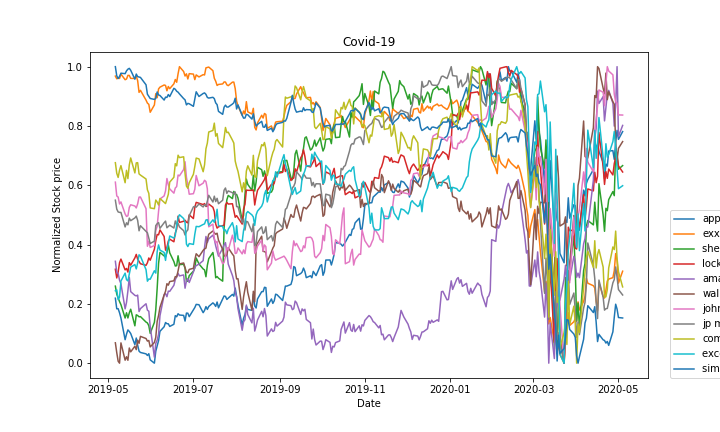 Covid-19
Normalized Stock price
1.0
0.8
0.6
0.4
0.2
0.0
2019-05 2019-07 2019-09 2019-11 2020-01 2020-03 2020-05
Date
app
exx
she
lock
ama
wal
john
jp m
com
exce
sim